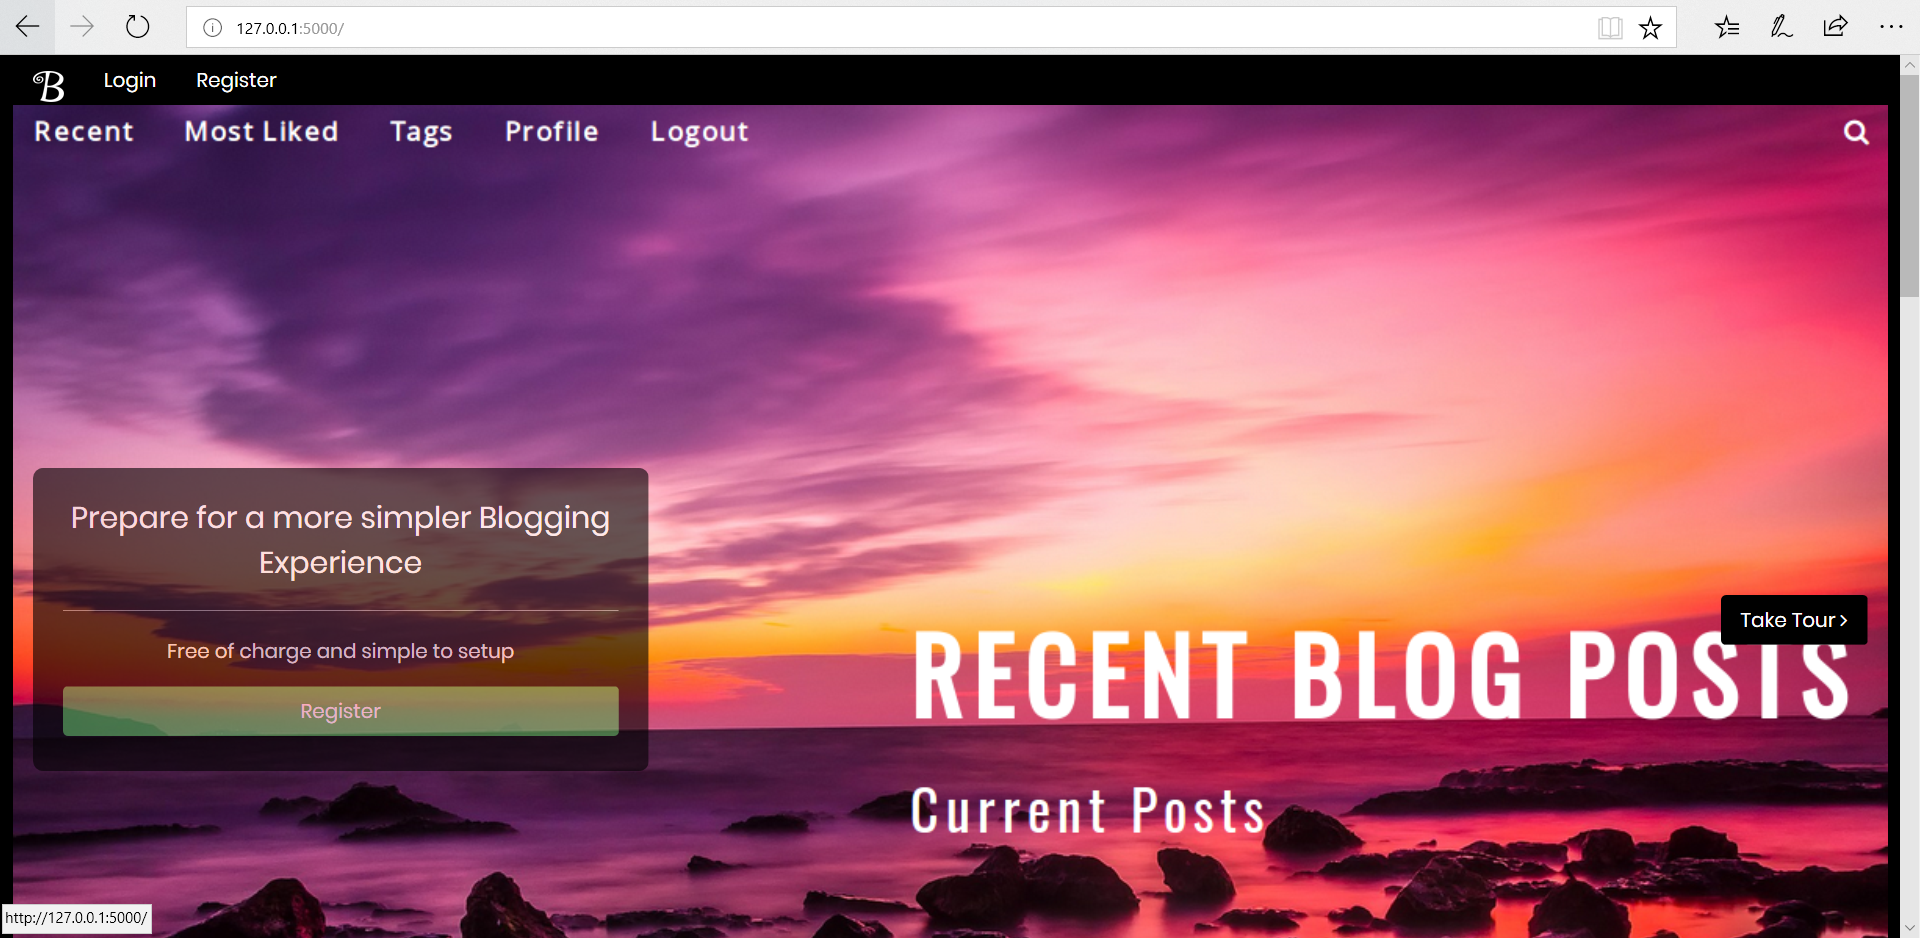 127.0.0.1:5000/
B
Login
Register
Recent
Most Liked
Tags
Profile
Logout
Prepare for a more simpler Blogging
Experience
Free of charge and simple to setup
Register
Take Tour
RECENT BLOG POSTS
Current Posts
http://127.0.0.1:5000/